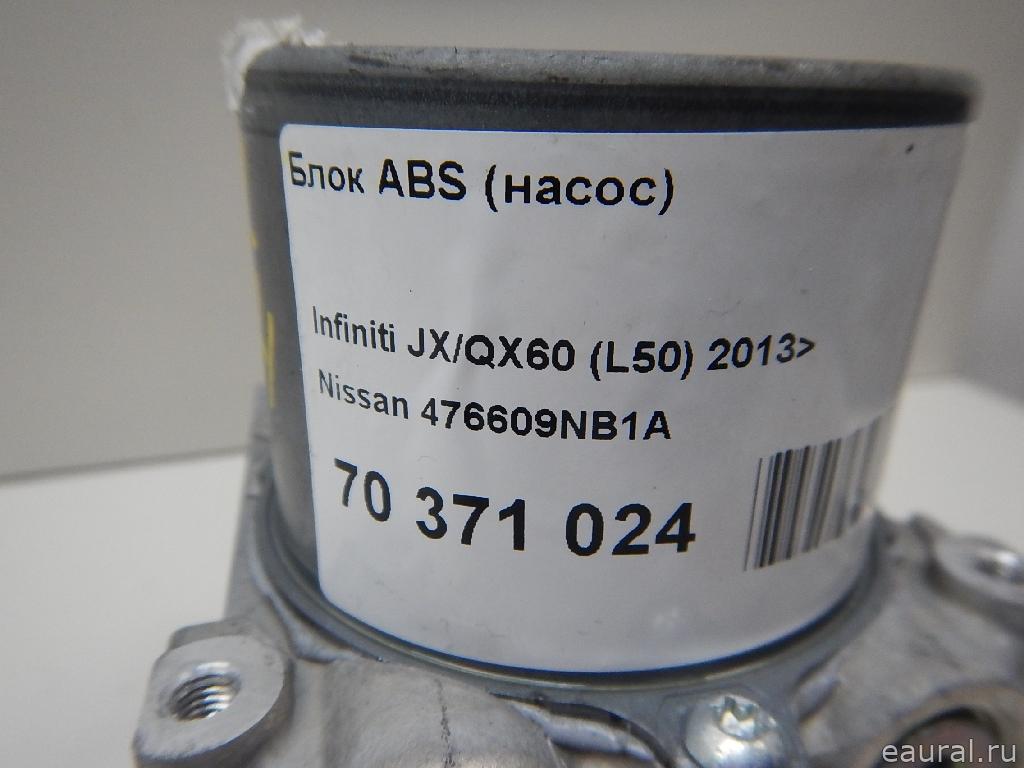 Блок ABS (насос)
Infiniti JX/QX60 (L50) 2013>
Nissan 476609NB1A
70 371 024
eaural.ru